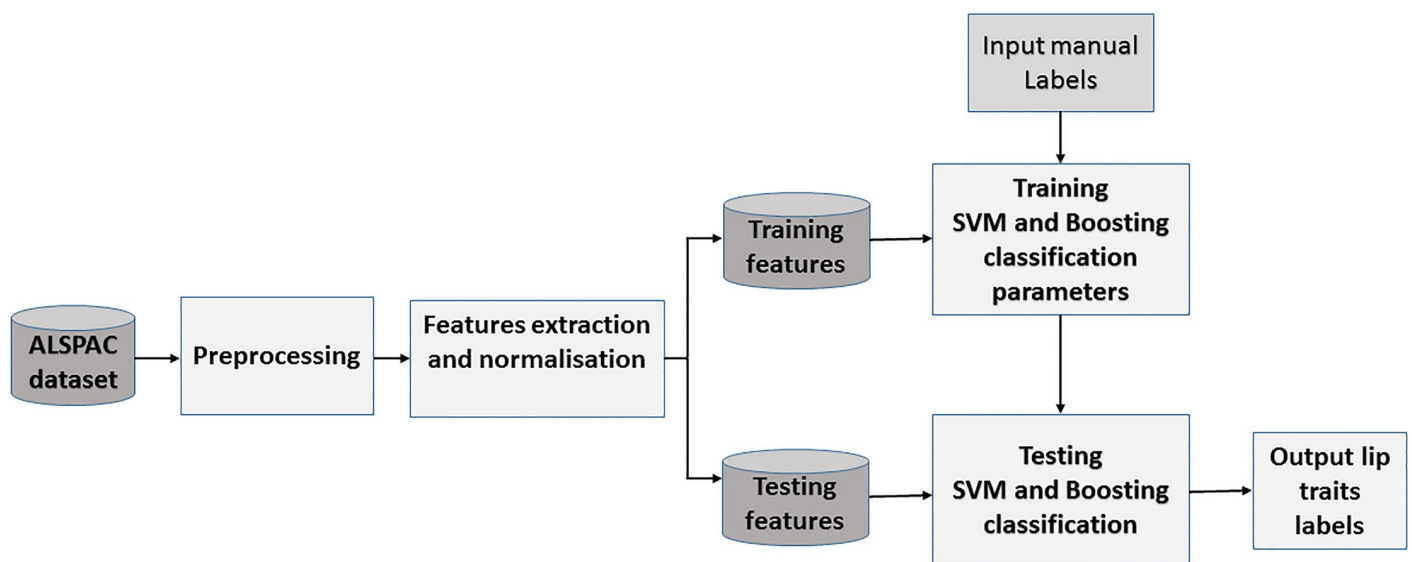 Input manual
Labels
Training
SVM and Boosting
classification
parameters
Training
features
ALSPAC
dataset
Preprocessing
Features extraction
and normalisation
Testing
features
Testing
SVM and Boosting
classification
Output lip
traits
labels